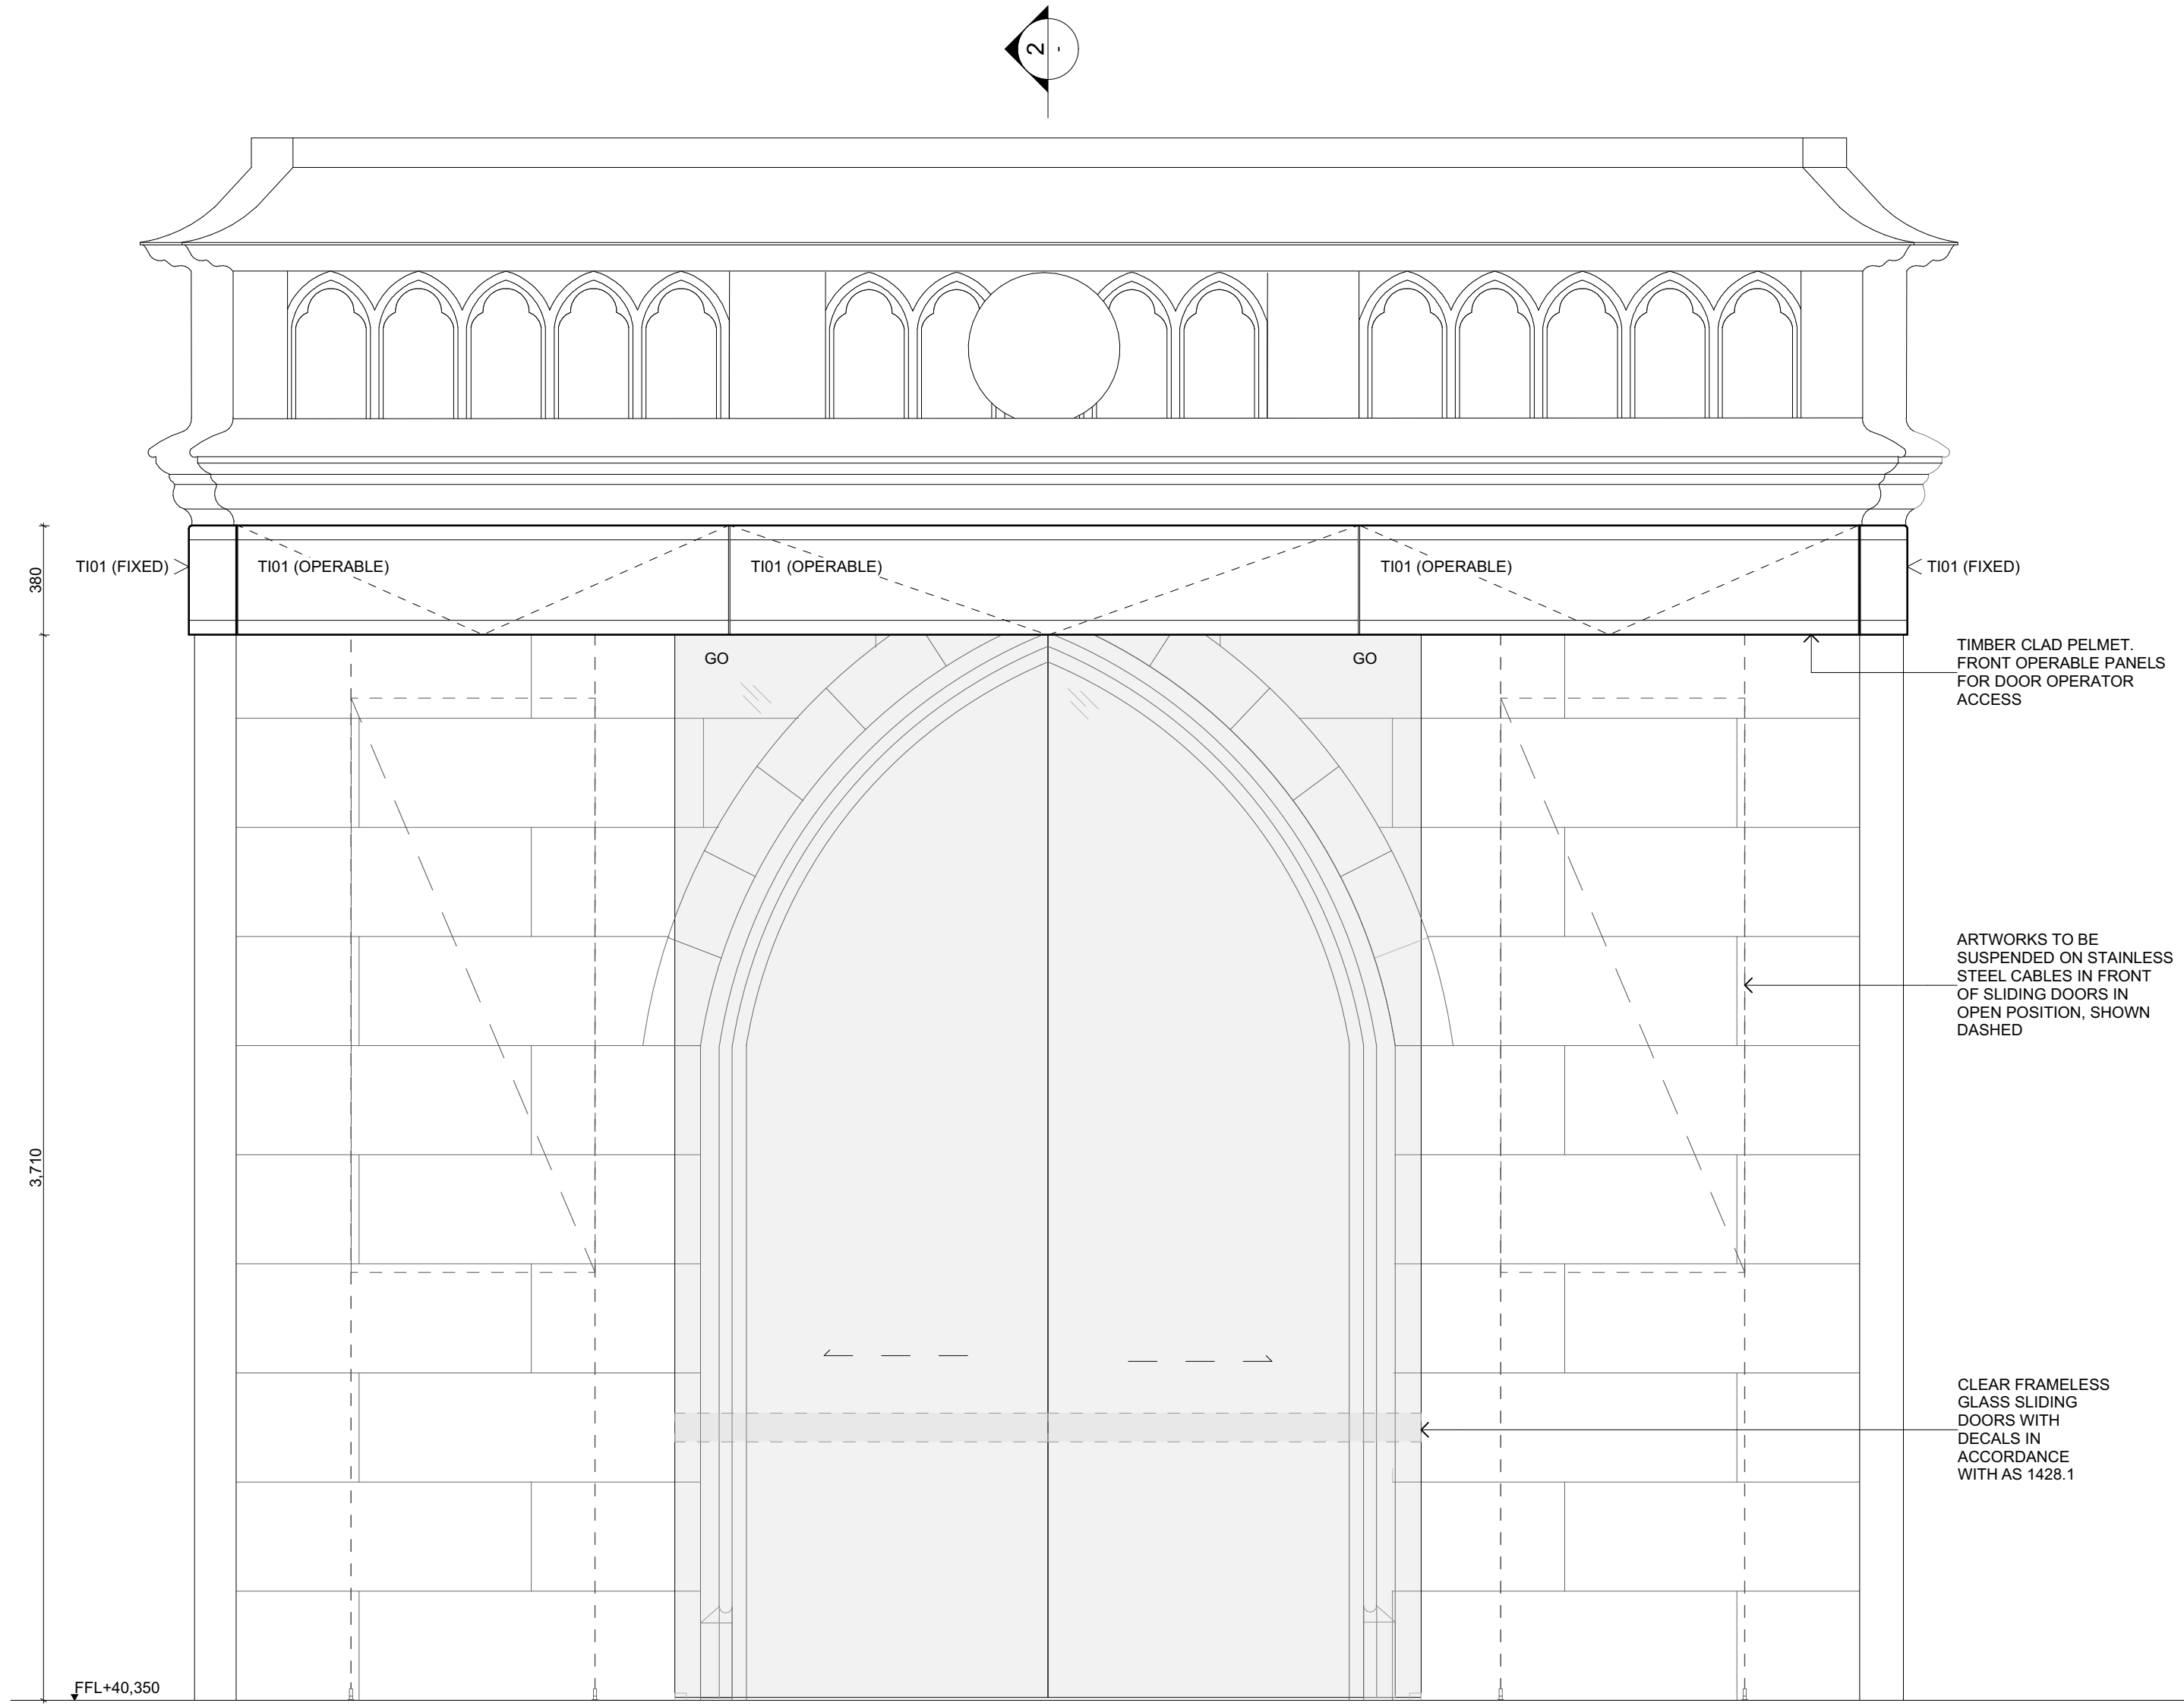 2
-
TI01 (FIXED)
TI01 (OPERABLE)
TI01 (OPERABLE)
TI01 (OPERABLE)
TI01 (FIXED)
380
GO
GO
TIMBER CLAD PELMET.
FRONT OPERABLE PANELS
FOR DOOR OPERATOR
ACCESS
ARTWORKS TO BE
SUSPENDED ON STAINLESS
STEEL CABLES IN FRONT
OF SLIDING DOORS IN
OPEN POSITION, SHOWN
DASHED
3,710
CLEAR FRAMELESS
GLASS SLIDING
DOORS WITH
DECALS IN
ACCORDANCE
WITH AS 1428.1
FFL+40,350